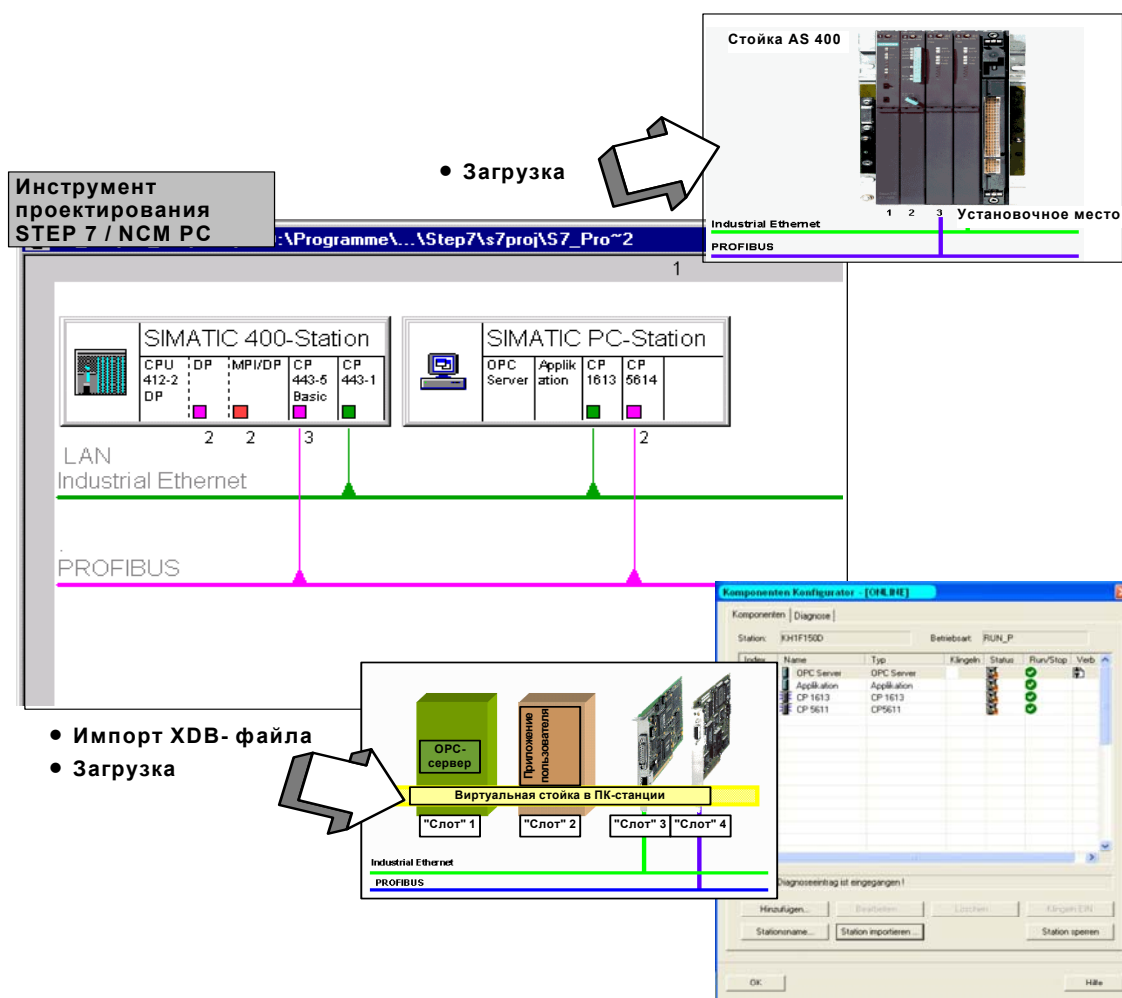 Стойка AS 400
1 2 3 Установочное место
Industrial Ethernet
PROFIBUS
• Загрузка
Инструмент
проектирования
STEP 7 / NCM PC
:\Programme\...\Step7\s7proj\S7_Pro~2
1
SIMATIC 400-Station
CPU 412-2 DP
DP
MPI/DP
CP 443-5 Basic
CP 443-1
2 2 3
SIMATIC PC-Station
OPC Server
Applikation
CP 1613
CP 5614
2
LAN
Industrial Ethernet
PROFIBUS
• Импорт XDB- файла
• Загрузка
OPC-
сервер
Приложение
пользователя
Виртуальная стойка в ПК-станции
"Слот" 1 "Слот" 2 "Слот" 3 "Слот" 4
Industrial Ethernet
PROFIBUS
Komponenten Konfigurator - [ONLINE]
Komponenten Diagnose
Station: KH1F150D Betriebsart: RUN_P
Index Name Typ Klingeln Status Run/Stop Verb
OPC Server OPC Server
Applikation Applikation
CP 1613 CP 1613
CP 5611 CP5611
Diagnoseeintrag ist eingegangen !
Hinzufügen... Bearbeiten... Löschen Klingeln EIN
Stationsname... Station importieren ... Station sperren
OK Hilfe